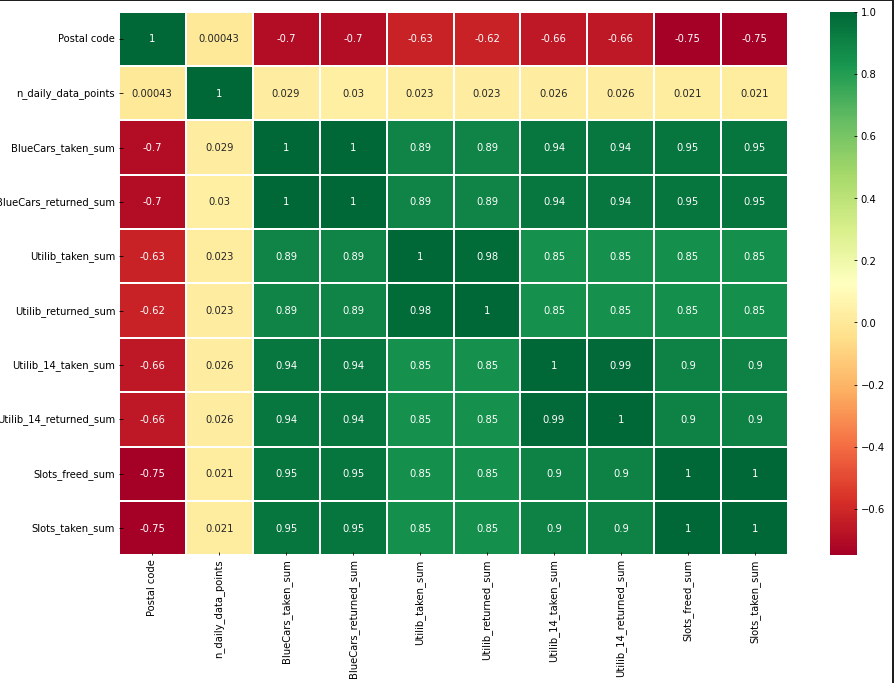 Postal code 1 0.00043 -0.7 -0.7 -0.63 -0.62 -0.66 -0.66 -0.75 -0.75
n_daily_data_points 0.00043 1 0.029 0.03 0.023 0.023 0.026 0.026 0.021 0.021
BlueCars_taken_sum -0.7 0.029 1 1 0.89 0.89 0.94 0.94 0.95 0.95
BlueCars_returned_sum -0.7 0.03 1 1 0.89 0.89 0.94 0.94 0.95 0.95
Utilib_taken_sum -0.63 0.023 0.89 0.89 1 0.98 0.85 0.85 0.85 0.85
Utilib_returned_sum -0.62 0.023 0.89 0.89 0.98 1 0.85 0.85 0.85 0.85
Utilib_14_taken_sum -0.66 0.026 0.94 0.94 0.85 0.85 1 0.99 0.9 0.9
Utilib_14_returned_sum -0.66 0.026 0.94 0.94 0.85 0.85 0.99 1 0.9 0.9
Slots_freed_sum -0.75 0.021 0.95 0.95 0.85 0.85 0.9 0.9 1 1
Slots_taken_sum -0.75 0.021 0.95 0.95 0.85 0.85 0.9 0.9 1 1
Postal code
n_daily_data_points
BlueCars_taken_sum
BlueCars_returned_sum
Utilib_taken_sum
Utilib_returned_sum
Utilib_14_taken_sum
Utilib_14_returned_sum
Slots_freed_sum
Slots_taken_sum
1.0
0.8
0.6
0.4
0.2
0.0
−0.2
−0.4
−0.6